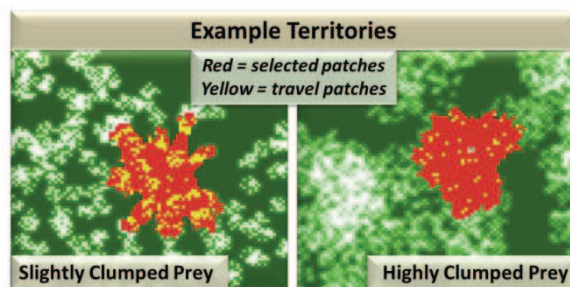 Example Territories
Red = selected patches
Yellow = travel patches
Slightly Clumped Prey
Highly Clumped Prey